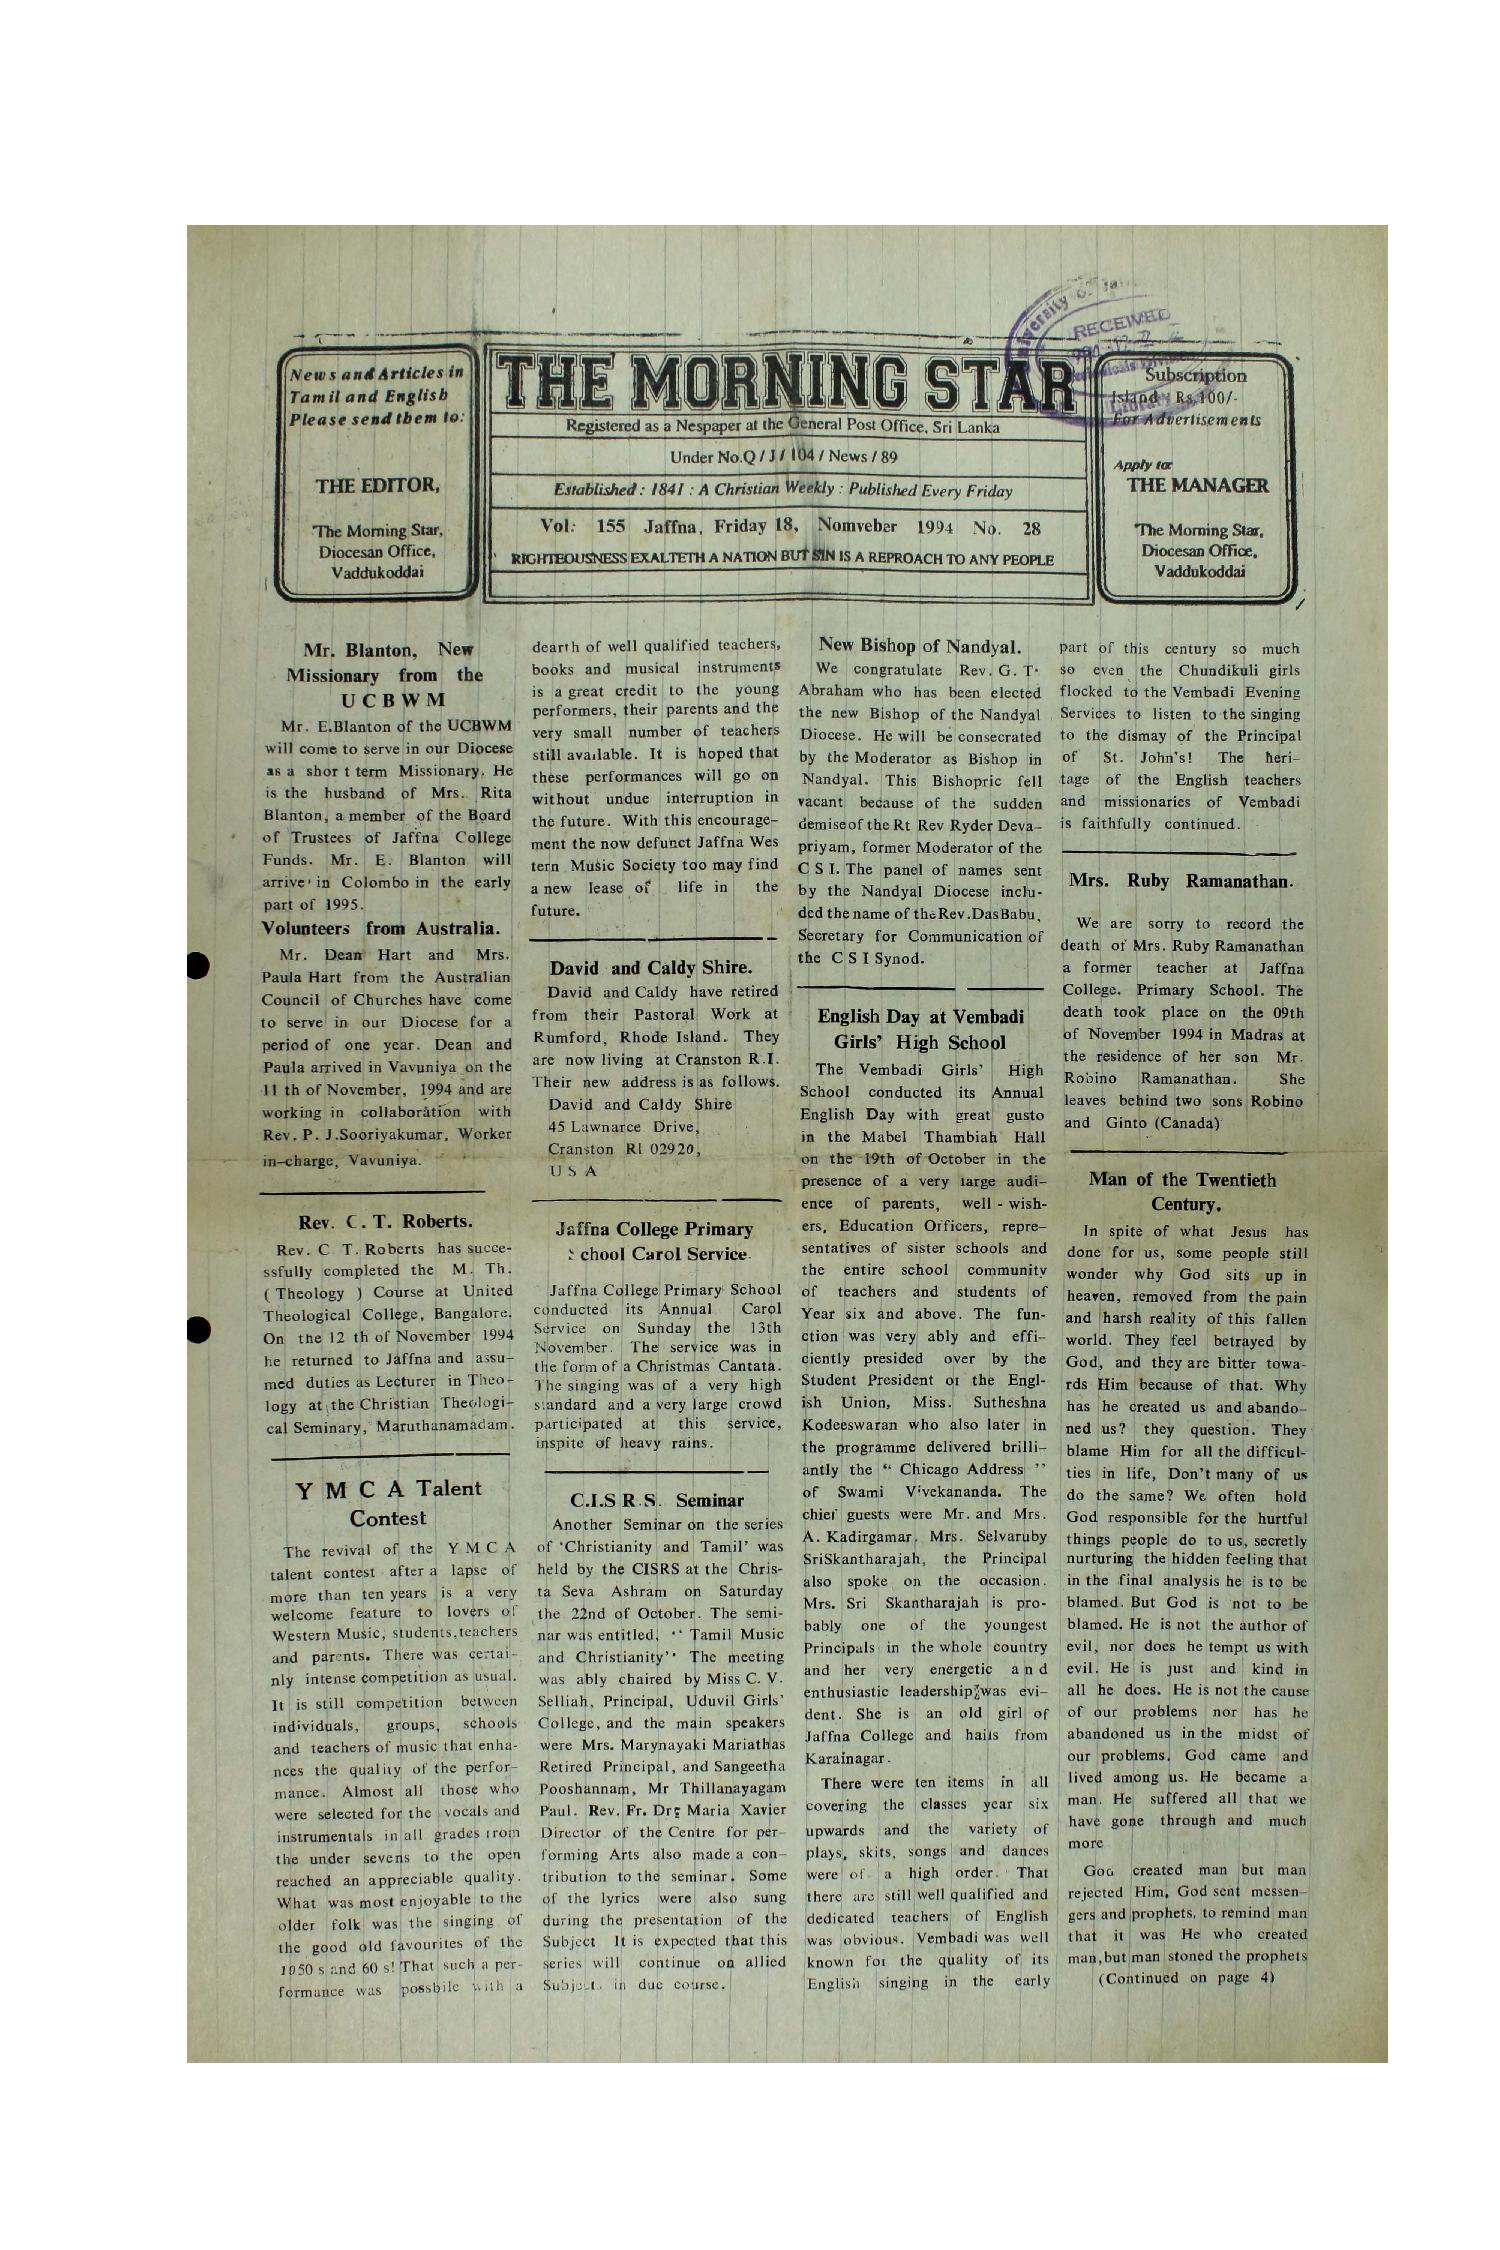 News and Articles in
Tamil and English
Please send them to:
THE EDITOR,
The Morning Star,
Diocesan Office,
Vaddukoddai
THE MORNING STAR
Registered as a Nespaper at the General Post Office, Sri Lanka
Under No.Q / J / 104 / News / 89
Established : 1841 : A Christian Weekly : Published Every Friday
Vol: 155 Jaffna, Friday 18, Nomveber 1994 No. 28
RIGHTEOUSNESS EXALTETH A NATION BUT SIN IS A REPROACH TO ANY PEOPLE
RECEIVED
Subscription
Island Rs. 100/-
For Advertisements
Apply to:
THE MANAGER
The Morning Star,
Diocesan Office,
Vaddukoddai
Mr. Blanton, New
Missionary from the
U C B W M
Mr. E.Blanton of the UCBWM
will come to serve in our Diocese
as a shor t term Missionary. He
is the husband of Mrs. Rita
Blanton, a member of the Board
of Trustees of Jaffna College
Funds. Mr. E. Blanton will
arrive in Colombo in the early
part of 1995.
Volunteers from Australia.
Mr. Dean Hart and Mrs.
Paula Hart from the Australian
Council of Churches have come
to serve in our Diocese for a
period of one year. Dean and
Paula arrived in Vavuniya on the
11 th of November, 1994 and are
working in collaboration with
Rev. P. J.Sooriyakumar, Worker
in-charge, Vavuniya.
Rev. C. T. Roberts.
Rev. C T. Roberts has succe-
ssfully completed the M. Th.
( Theology ) Course at United
Theological College, Bangalore.
On the 12 th of November 1994
he returned to Jaffna and assu-
med duties as Lecturer in Theo-
logy at the Christian Theologi-
cal Seminary, Maruthanamadam.
Y M C A Talent
Contest
The revival of the Y M C A
talent contest after a lapse of
more than ten years is a very
welcome feature to lovers of
Western Music, students,teachers
and parents. There was certai-
nly intense competition as usual.
It is still competition between
individuals, groups, schools
and teachers of music that enha-
nces the quality of the perfor-
mance. Almost all those who
were selected for the vocals and
instrumentals in all grades from
the under sevens to the open
reached an appreciable quality.
What was most enjoyable to the
older folk was the singing of
the good old favourites of the
1950 s and 60 s! That such a per-
formance was possbile with a
dearth of well qualified teachers,
books and musical instruments
is a great credit to the young
performers, their parents and the
very small number of teachers
still available. It is hoped that
these performances will go on
without undue interruption in
the future. With this encourage-
ment the now defunct Jaffna Wes
tern Music Society too may find
a new lease of life in the
future.
David and Caldy Shire.
David and Caldy have retired
from their Pastoral Work at
Rumford, Rhode Island. They
are now living at Cranston R.I.
Their new address is as follows.
David and Caldy Shire
45 Lawnarce Drive,
Cranston RI 02920,
U S A
Jaffna College Primary
School Carol Service.
Jaffna College Primary School
conducted its Annual Carol
Service on Sunday the 13th
November. The service was in
the form of a Christmas Cantata.
The singing was of a very high
standard and a very large crowd
participated at this service,
inspite of heavy rains.
C.I.S R.S. Seminar
Another Seminar on the series
of 'Christianity and Tamil' was
held by the CISRS at the Chris-
ta Seva Ashram on Saturday
the 22nd of October. The semi-
nar was entitled, " Tamil Music
and Christianity" The meeting
was ably chaired by Miss C. V.
Selliah, Principal, Uduvil Girls'
College, and the main speakers
were Mrs. Marynayaki Mariathas
Retired Principal, and Sangeetha
Pooshannam, Mr Thillanayagam
Paul. Rev. Fr. Dr; Maria Xavier
Director of the Centre for per-
forming Arts also made a con-
tribution to the seminar. Some
of the lyrics were also sung
during the presentation of the
Subject It is expected that this
series will continue on allied
Subjects in due course.
New Bishop of Nandyal.
We congratulate Rev. G. T.
Abraham who has been elected
the new Bishop of the Nandyal
Diocese. He will be consecrated
by the Moderator as Bishop in
Nandyal. This Bishopric fell
vacant because of the sudden
demise of the Rt Rev Ryder Deva-
priyam, former Moderator of the
C S I. The panel of names sent
by the Nandyal Diocese inclu-
ded the name of the Rev.Das Babu,
Secretary for Communication of
the C S I Synod.
English Day at Vembadi
Girls' High School
The Vembadi Girls' High
School conducted its Annual
English Day with great gusto
in the Mabel Thambiah Hall
on the 19th of October in the
presence of a very large audi-
ence of parents, well - wish-
ers, Education Officers, repre-
sentatives of sister schools and
the entire school community
of teachers and students of
Year six and above. The fun-
ction was very ably and effi-
ciently presided over by the
Student President of the Engl-
ish Union, Miss. Sutheshna
Kodeeswaran who also later in
the programme delivered brilli-
antly the " Chicago Address "
of Swami Vivekananda. The
chief guests were Mr. and Mrs.
A. Kadirgamar. Mrs. Selvaruby
SriSkantharajah, the Principal
also spoke on the occasion.
Mrs. Sri Skantharajah is pro-
bably one of the youngest
Principals in the whole country
and her very energetic a n d
enthusiastic leadership was evi-
dent. She is an old girl of
Jaffna College and hails from
Karainagar.
There were ten items in all
covering the classes year six
upwards and the variety of
plays, skits, songs and dances
were of a high order. That
there are still well qualified and
dedicated teachers of English
was obvious. Vembadi was well
known for the quality of its
English singing in the early
part of this century so much
so even the Chundikuli girls
flocked to the Vembadi Evening
Services to listen to the singing
to the dismay of the Principal
of St. John's! The heri-
tage of the English teachers
and missionaries of Vembadi
is faithfully continued.
Mrs. Ruby Ramanathan.
We are sorry to record the
death of Mrs. Ruby Ramanathan
a former teacher at Jaffna
College. Primary School. The
death took place on the 09th
of November 1994 in Madras at
the residence of her son Mr.
Robino Ramanathan. She
leaves behind two sons Robino
and Ginto (Canada)
Man of the Twentieth
Century.
In spite of what Jesus has
done for us, some people still
wonder why God sits up in
heaven, removed from the pain
and harsh reality of this fallen
world. They feel betrayed by
God, and they are bitter towa-
rds Him because of that. Why
has he created us and abando-
ned us? they question. They
blame Him for all the difficul-
ties in life, Don't many of us
do the same? We often hold
God responsible for the hurtful
things people do to us, secretly
nurturing the hidden feeling that
in the final analysis he is to be
blamed. But God is not to be
blamed. He is not the author of
evil, nor does he tempt us with
evil. He is just and kind in
all he does. He is not the cause
of our problems nor has he
abandoned us in the midst of
our problems. God came and
lived among us. He became a
man. He suffered all that we
have gone through and much
more
God created man but man
rejected Him, God sent messen-
gers and prophets, to remind man
that it was He who created
man,but man stoned the prophets
(Continued on page 4)